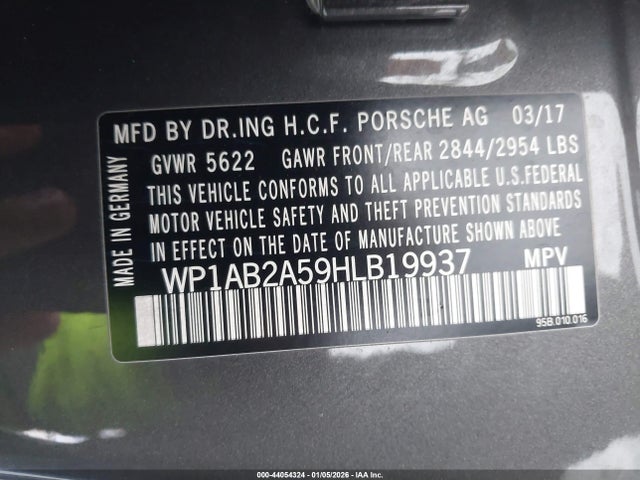 MFD BY DR.ING H.C.F. PORSCHE AG 03/17
GVWR 5622 GAWR FRONT/REAR 2844/2954 LBS
THIS VEHICLE CONFORMS TO ALL APPLICABLE U.S.FEDERAL
MOTOR VEHICLE SAFETY AND THEFT PREVENTION STANDARDS
IN EFFECT ON THE DATE OF MANUFACTURE SHOWN ABOVE
WP1AB2A59HLB19937 MPV
MADE IN GERMANY
95B.010.016
000-44054324 | 01/05/2026 | IAA Inc.